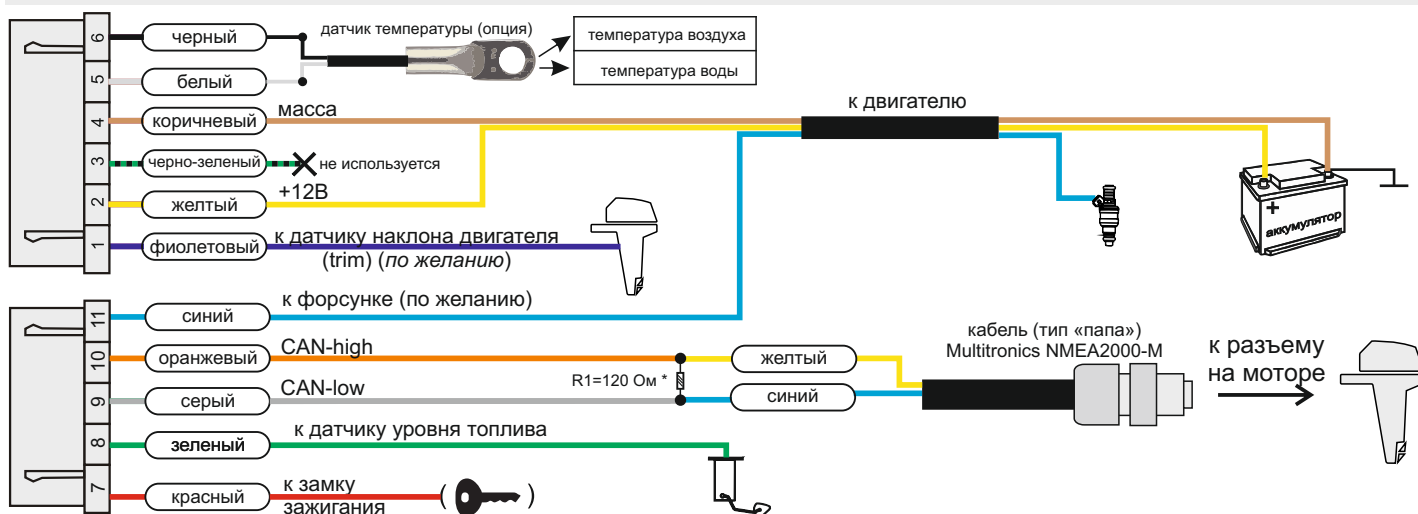 6
черный
датчик температуры (опция)
температура воздуха
5
белый
температура воды
4
коричневый
масса
к двигателю
3
черно-зеленый
не используется
2
желтый
+12В
+
аккумулятор
1
фиолетовый
к датчику наклона двигателя
(trim) (по желанию)
11
синий
к форсунке (по желанию)
10
оранжевый
CAN-high
желтый
кабель (тип «папа»)
Multitronics NMEA2000-M
к разъему
на моторе
R1=120 Ом *
9
серый
CAN-low
синий
8
зеленый
к датчику уровня топлива
7
красный
к замку
зажигания
( )